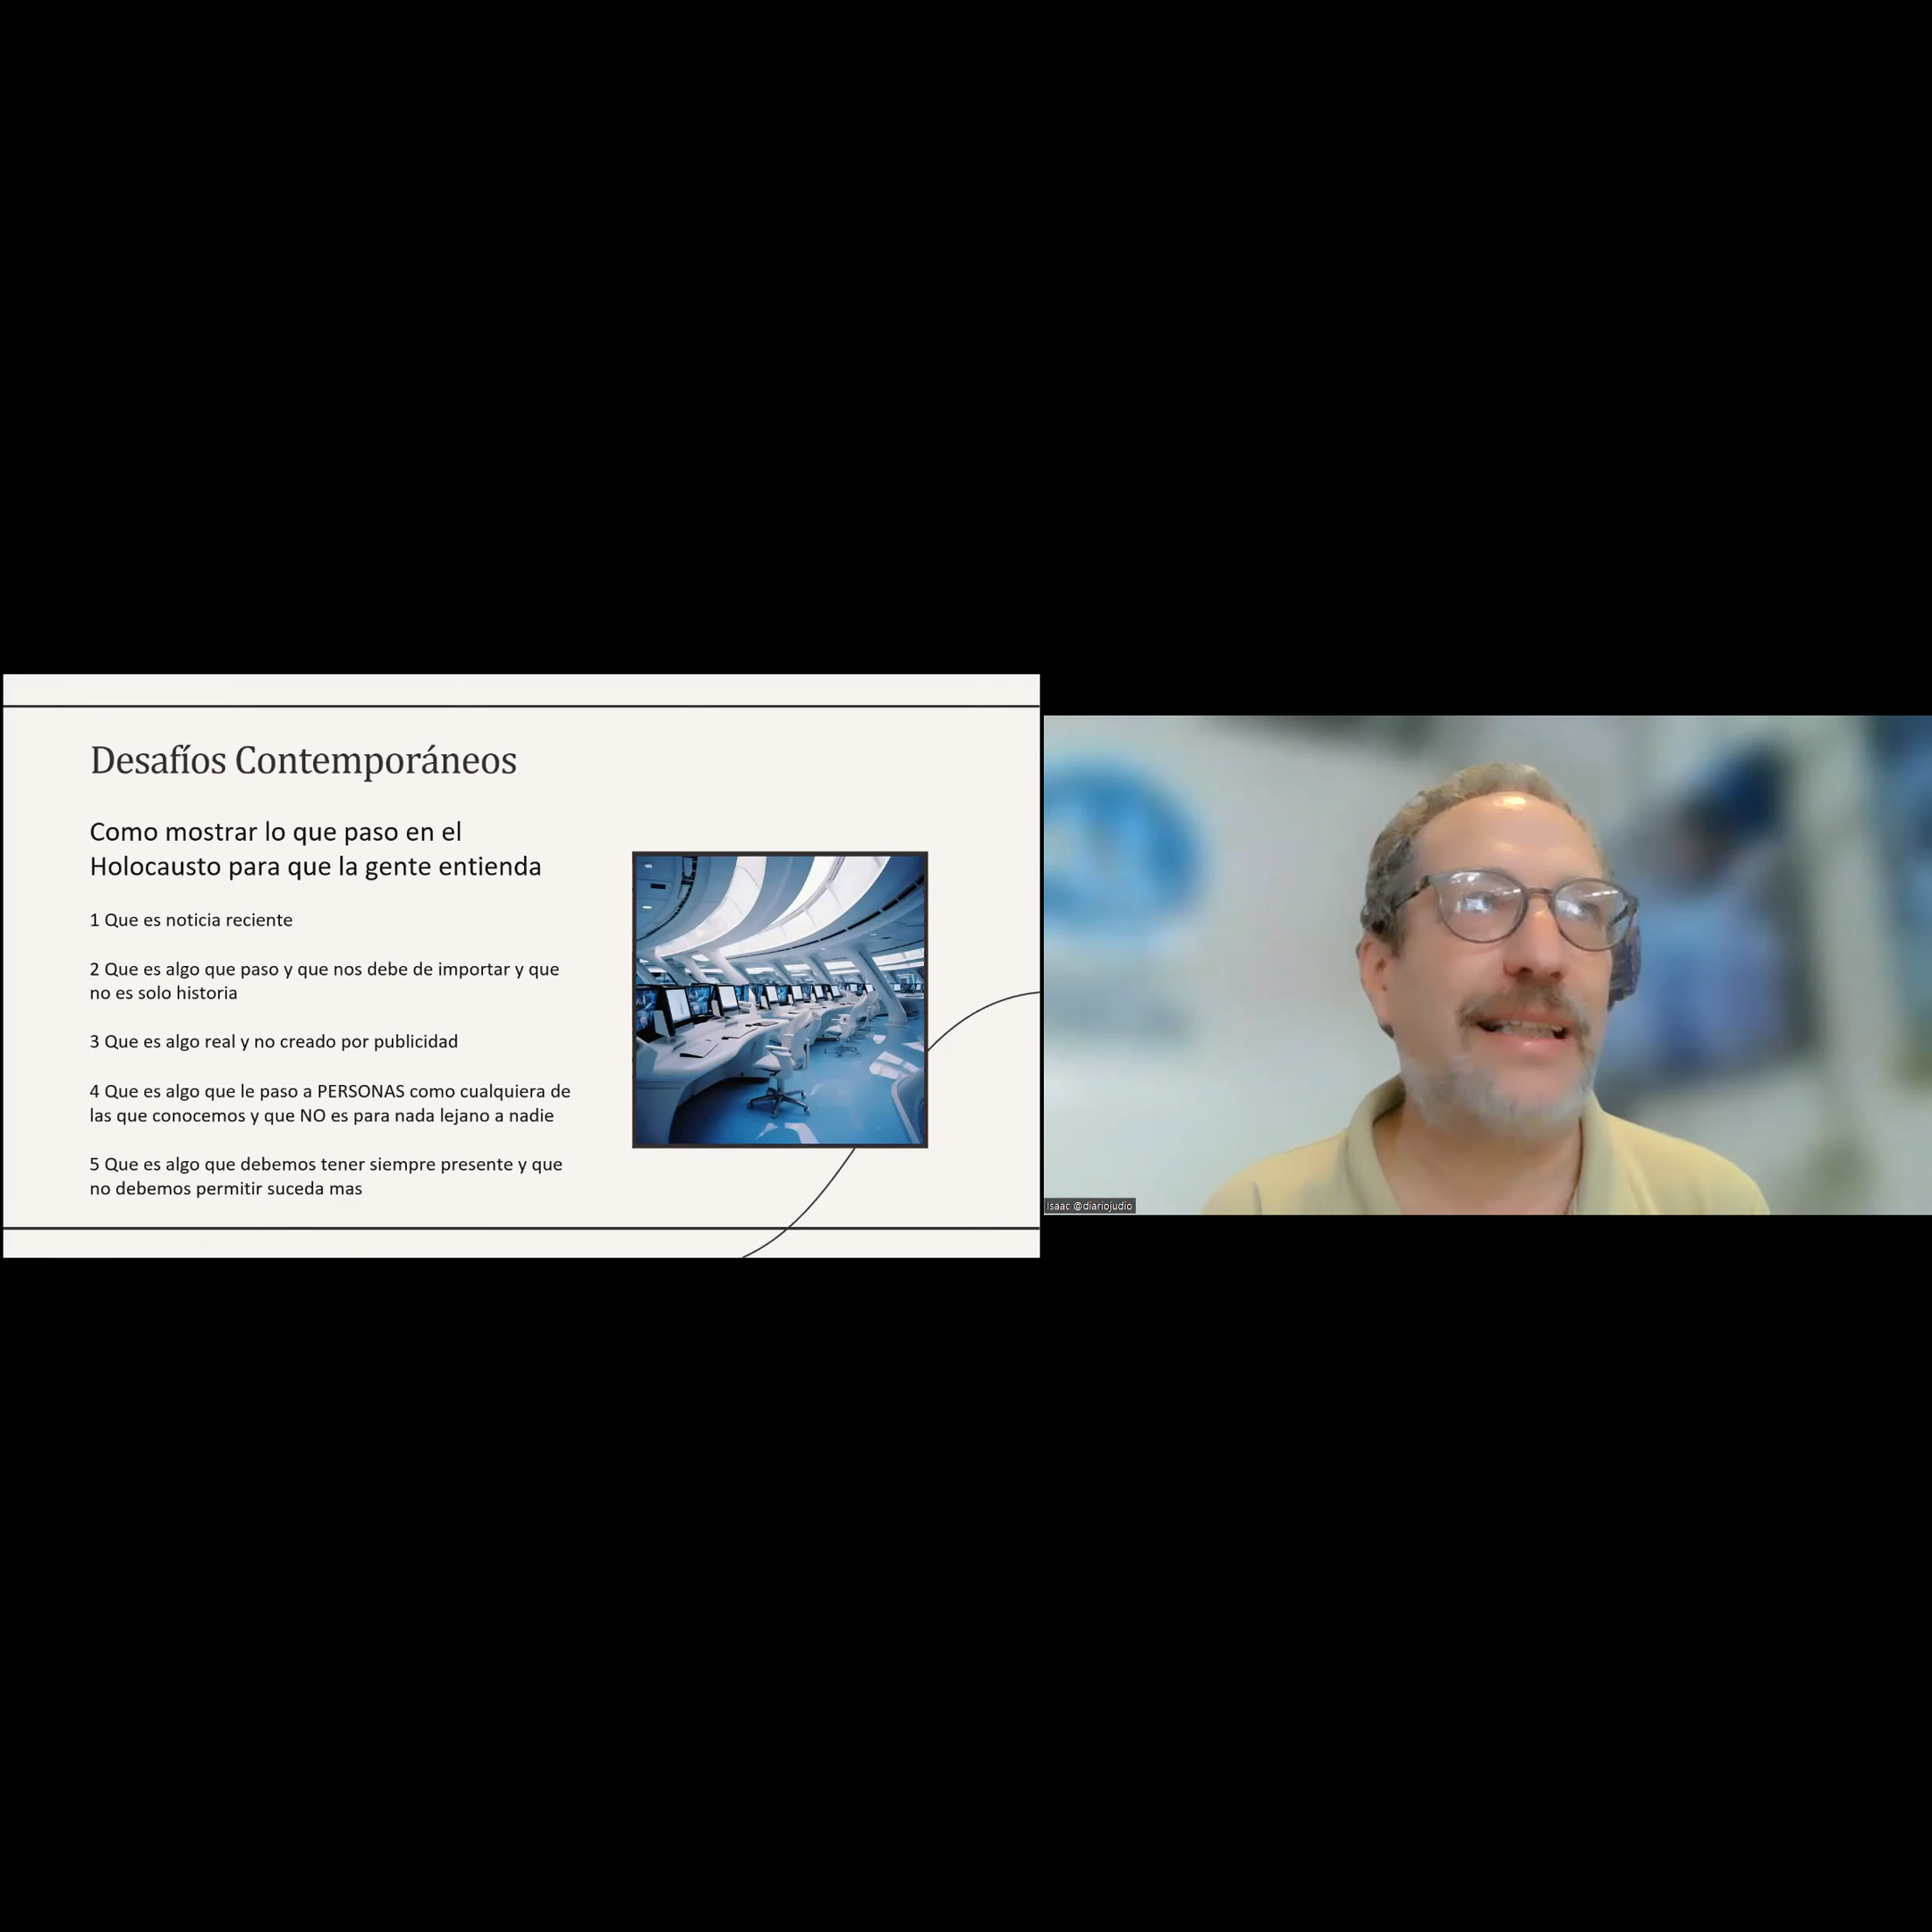 Desafíos Contemporáneos
Como mostrar lo que paso en el
Holocausto para que la gente entienda
1 Que es noticia reciente
2 Que es algo que paso y que nos debe de importar y que
no es solo historia
3 Que es algo real y no creado por publicidad
4 Que es algo que le paso a PERSONAS como cualquiera de
las que conocemos y que NO es para nada lejano a nadie
5 Que es algo que debemos tener siempre presente y que
no debemos permitir suceda mas
Isaac @diariojudio